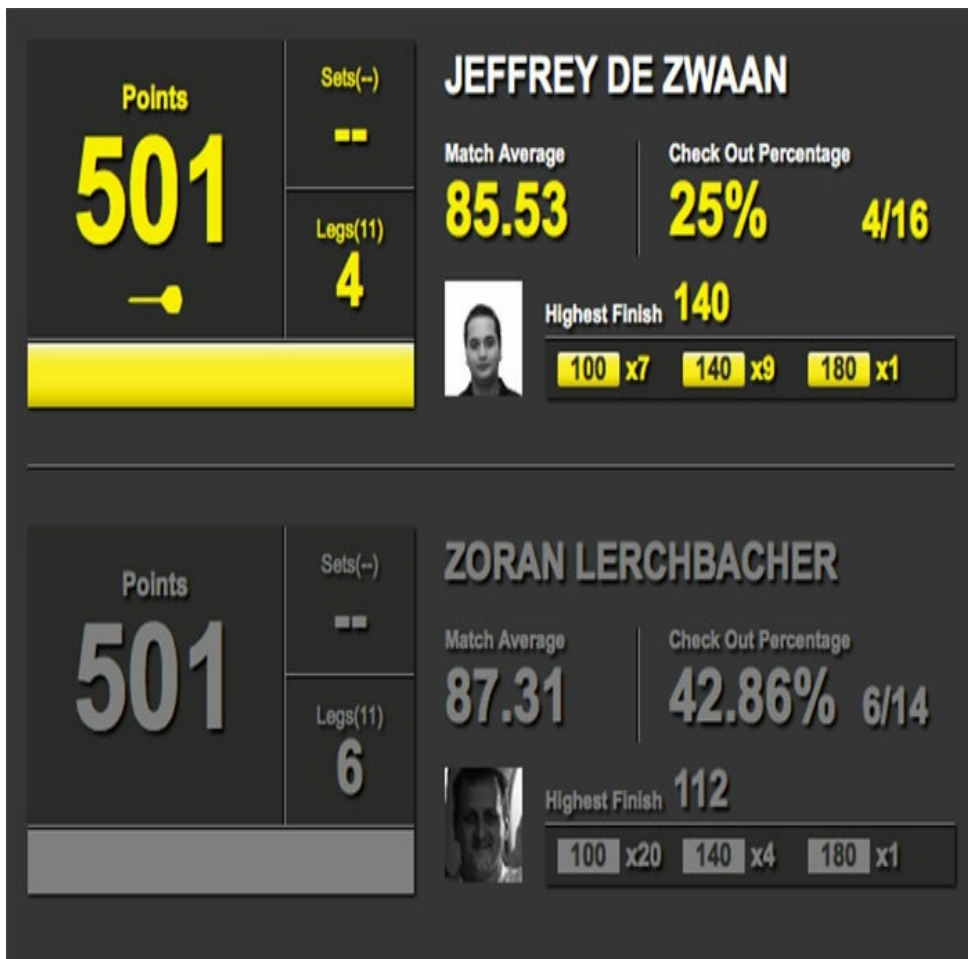 JEFFREY DE ZWAAN
Points
501
Sets(--)
--
Legs(11)
4
Match Average
85.53
Check Out Percentage
25% 4/16
Highest Finish 140
100 x7 140 x9 180 x1
ZORAN LERCHBACHER
Points
501
Sets(--)
--
Legs(11)
6
Match Average
87.31
Check Out Percentage
42.86% 6/14
Highest Finish 112
100 x20 140 x4 180 x1